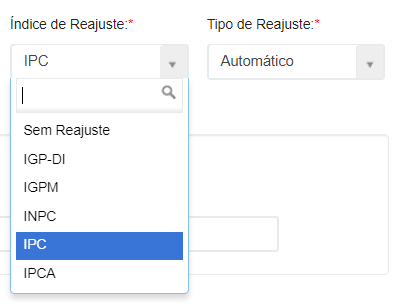 Índice de Reajuste:* Tipo de Reajuste:*
IPC Automático
Sem Reajuste
IGP-DI
IGPM
INPC
IPC
IPCA